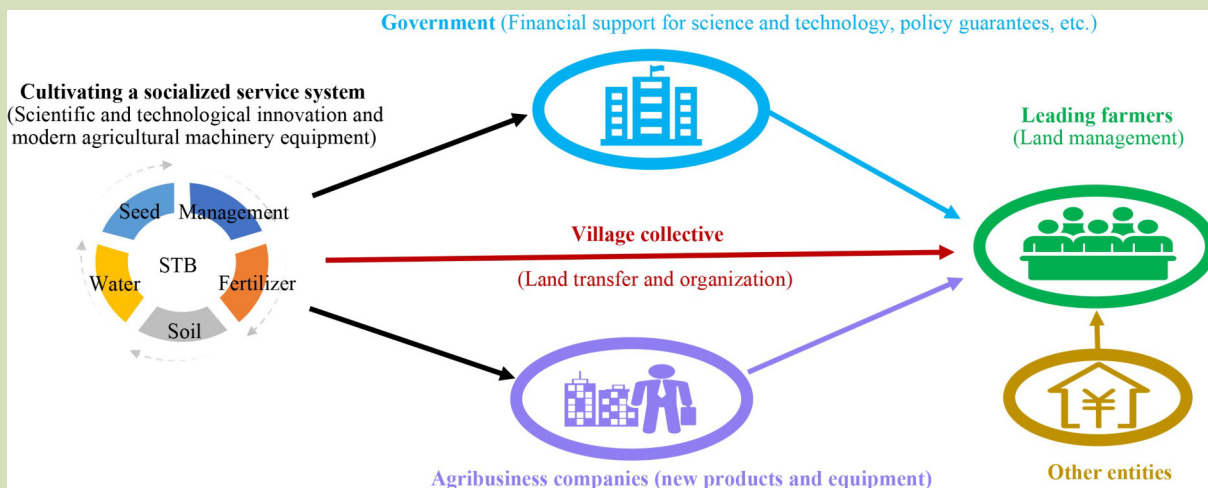 Government (Financial support for science and technology, policy guarantees, etc.)
Cultivating a socialized service system
(Scientific and technological innovation and
modern agricultural machinery equipment)
Leading farmers
(Land management)
Seed
Management
Village collective
STB
Water
Fertilizer
(Land transfer and organization)
Soil
¥
Agribusiness companies (new products and equipment)
Other entities